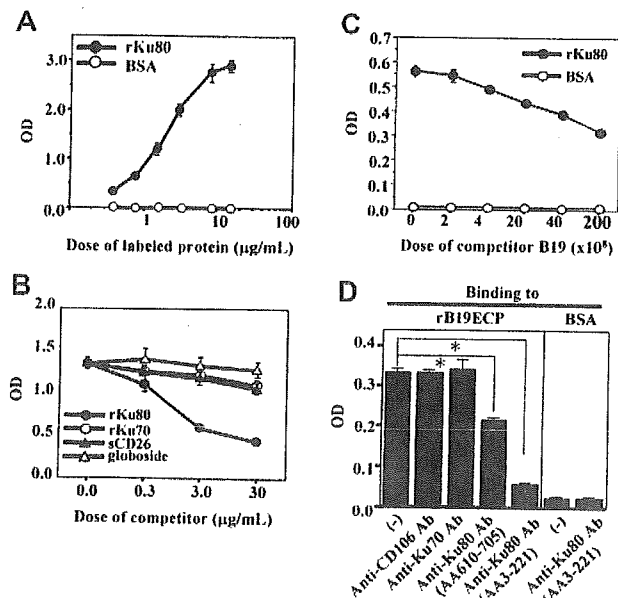 A
rKu80
BSA
3.0
2.0
1.0
0.0
OD
1
10
100
Dose of labeled protein (µg/mL)
C
0.7
0.6
0.5
0.4
0.3
0.2
0.1
0.0
OD
rKu80
BSA
0 2 4 20 40 200
Dose of competitor B19 (x10⁸)
B
2.0
1.5
1.0
0.5
0.0
OD
rKu80
rKu70
sCD26
globoside
0.0 0.3 3.0 30
Dose of competitor (µg/mL)
D
Binding to
rB19ECP BSA
0.4
0.3
0.2
0.1
0.0
OD
*
*
(-)
Anti-CD106 Ab
Anti-Ku70 Ab
Anti-Ku80 Ab
(AA610-705)
Anti-Ku80 Ab
(AA3-221)
(-)
Anti-Ku80 Ab
(AA3-221)